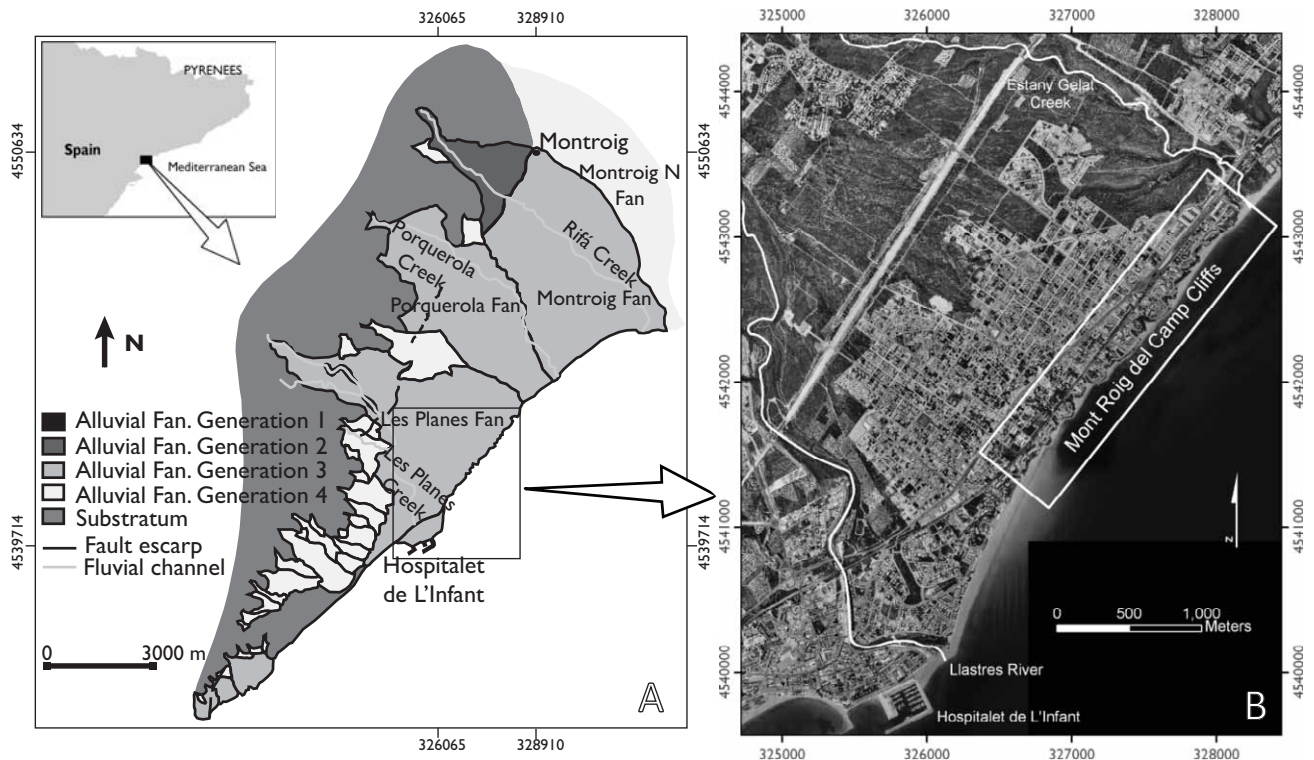 326065
328910
PYRENEES
Spain
Mediterranean Sea
4550634
4550634
Montroig
Montroig N
Fan
Rifá Creek
Porquerola
Creek
Porquerola Fan
Montroig Fan
N
Les Planes Fan
Les Planes
Creek
Alluvial Fan. Generation 1
Alluvial Fan. Generation 2
Alluvial Fan. Generation 3
Alluvial Fan. Generation 4
Substratum
Fault escarp
Fluvial channel
4539714
4539714
Hospitalet
de L'Infant
0
3000 m
A
326065
328910
325000
326000
327000
328000
4544000
4544000
Estany Gelat
Creek
4543000
4543000
Mont Roig del Camp Cliffs
4542000
4542000
4541000
4541000
N
0
500
1,000
Meters
4540000
4540000
Llastres River
Hospitalet de L'Infant
B
325000
326000
327000
328000